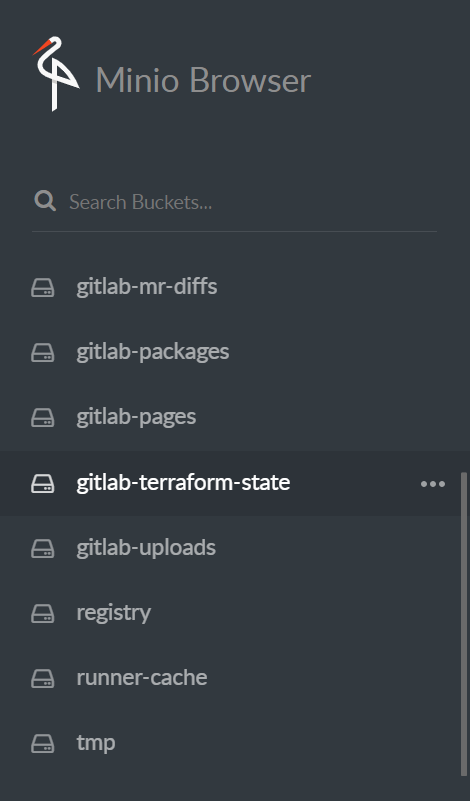 Minio Browser
Search Buckets...
gitlab-mr-diffs
gitlab-packages
gitlab-pages
gitlab-terraform-state
gitlab-uploads
registry
runner-cache
tmp